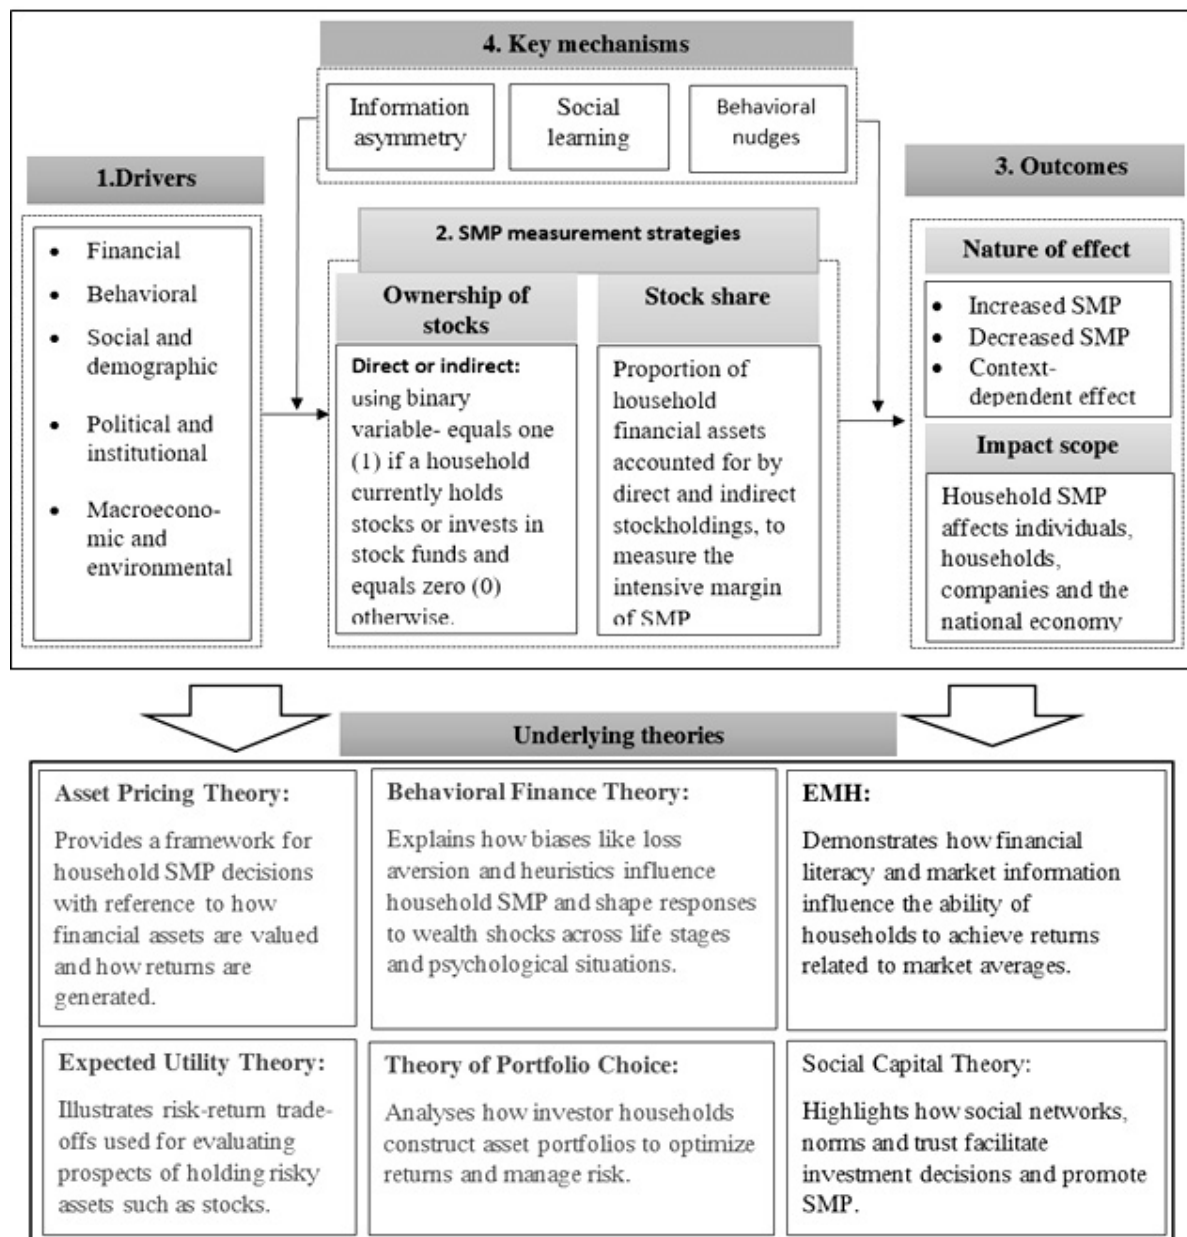 4. Key mechanisms
Information
asymmetry
Social
learning
Behavioral
nudges
1.Drivers
• Financial
• Behavioral
• Social and
demographic
• Political and
institutional
• Macroecono-
mic and
environmental
2. SMP measurement strategies
Ownership of
stocks
Direct or indirect:
using binary
variable- equals one
(1) if a household
currently holds
stocks or invests in
stock funds and
equals zero (0)
otherwise.
Stock share
Proportion of
household
financial assets
accounted for by
direct and indirect
stockholdings, to
measure the
intensive margin
of SMP
3. Outcomes
Nature of effect
• Increased SMP
• Decreased SMP
• Context-
dependent effect
Impact scope
Household SMP
affects individuals,
households,
companies and the
national economy
Underlying theories
Asset Pricing Theory:
Provides a framework for
household SMP decisions
with reference to how
financial assets are valued
and how returns are
generated.
Behavioral Finance Theory:
Explains how biases like loss
aversion and heuristics influence
household SMP and shape responses
to wealth shocks across life stages
and psychological situations.
EMH:
Demonstrates how financial
literacy and market information
influence the ability of
households to achieve returns
related to market averages.
Expected Utility Theory:
Illustrates risk-return trade-
offs used for evaluating
prospects of holding risky
assets such as stocks.
Theory of Portfolio Choice:
Analyses how investor households
construct asset portfolios to optimize
returns and manage risk.
Social Capital Theory:
Highlights how social networks,
norms and trust facilitate
investment decisions and promote
SMP.